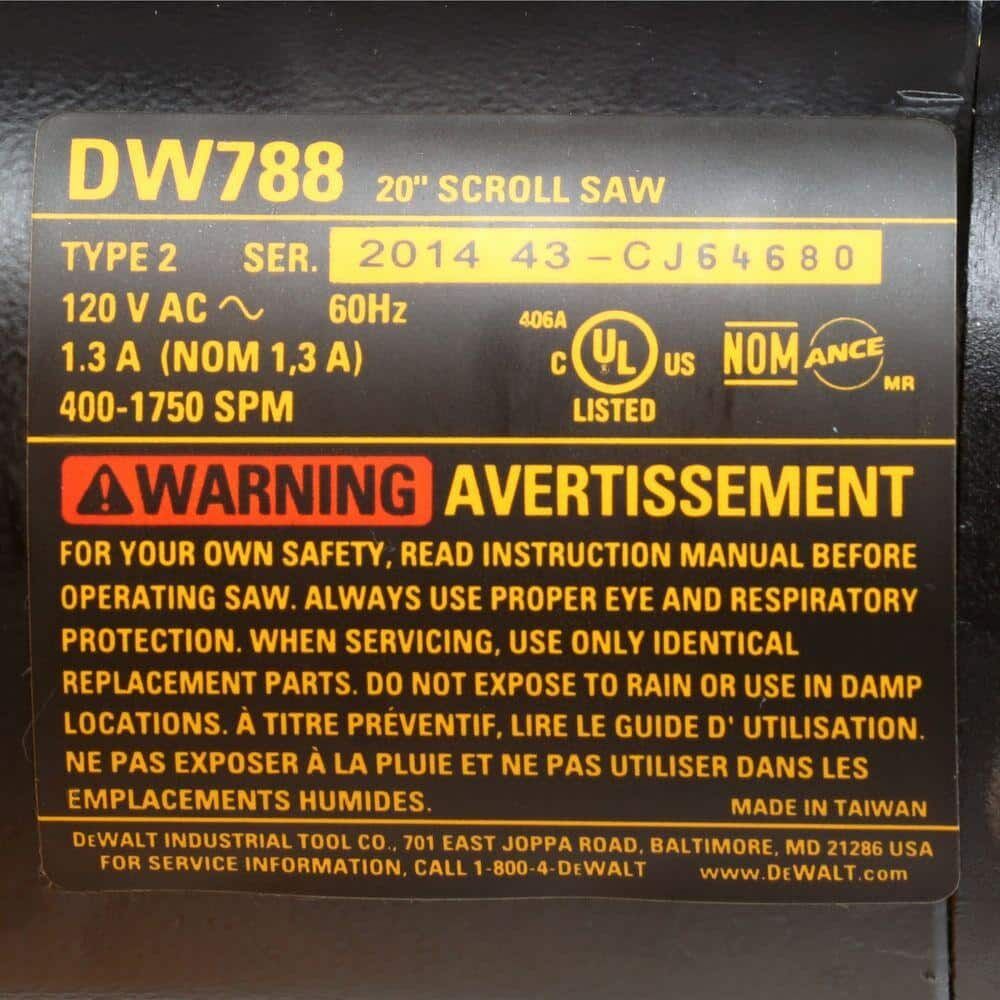 DW788 20" SCROLL SAW
TYPE 2 SER. 2014 43-CJ64680
120 V AC ~ 60Hz
1.3 A (NOM 1,3 A)
400-1750 SPM
406A
C UL US
LISTED
NOM ANCE MR
WARNING AVERTISSEMENT
FOR YOUR OWN SAFETY, READ INSTRUCTION MANUAL BEFORE
OPERATING SAW. ALWAYS USE PROPER EYE AND RESPIRATORY
PROTECTION. WHEN SERVICING, USE ONLY IDENTICAL
REPLACEMENT PARTS. DO NOT EXPOSE TO RAIN OR USE IN DAMP
LOCATIONS. À TITRE PRÉVENTIF, LIRE LE GUIDE D' UTILISATION.
NE PAS EXPOSER À LA PLUIE ET NE PAS UTILISER DANS LES
EMPLACEMENTS HUMIDES.
MADE IN TAIWAN
DEWALT INDUSTRIAL TOOL CO., 701 EAST JOPPA ROAD, BALTIMORE, MD 21286 USA
FOR SERVICE INFORMATION, CALL 1-800-4-DEWALT www.DEWALT.com